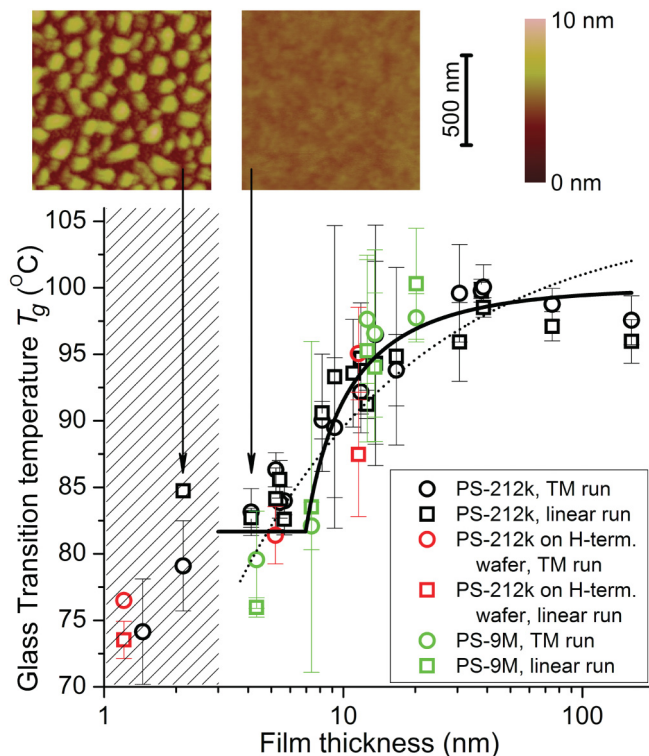 10 nm
500 nm
0 nm
Glass Transition temperature Tg (°C)
105
100
95
90
85
80
75
70
PS-212k, TM run
PS-212k, linear run
PS-212k on H-term.
wafer, TM run
PS-212k on H-term.
wafer, linear run
PS-9M, TM run
PS-9M, linear run
1
10
100
Film thickness (nm)